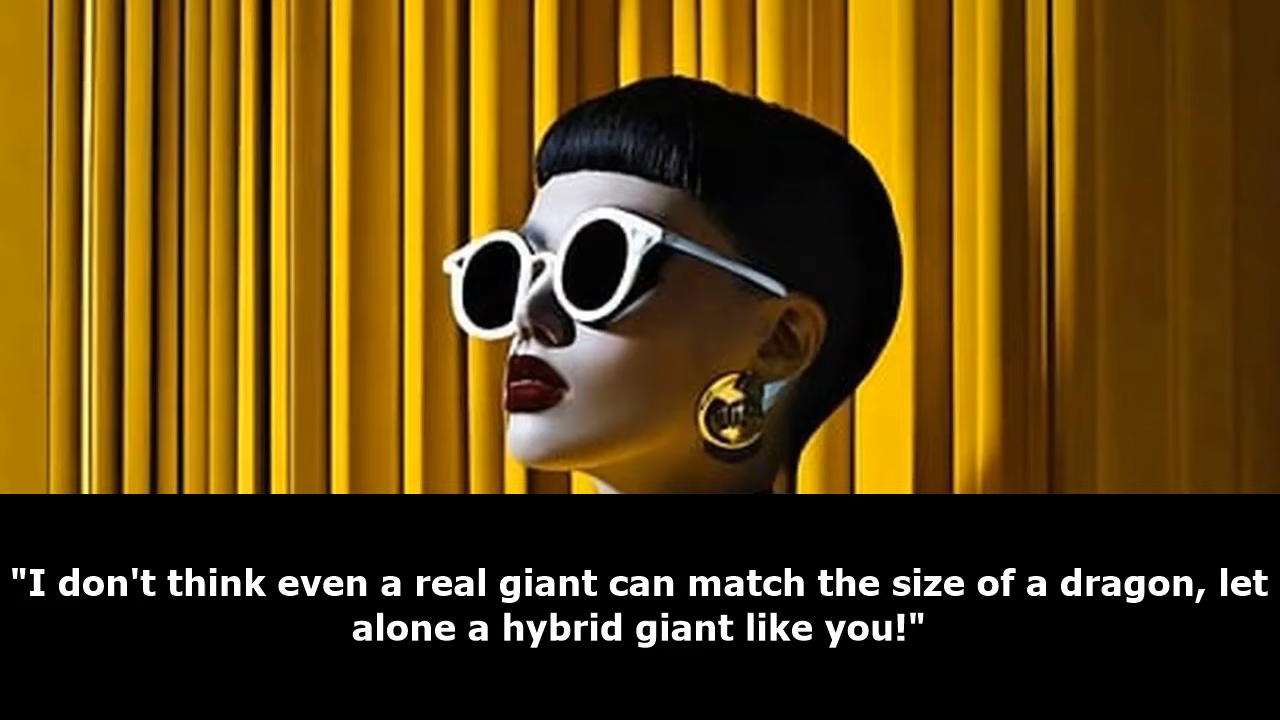 "I don't think even a real giant can match the size of a dragon, let
alone a hybrid giant like you!"